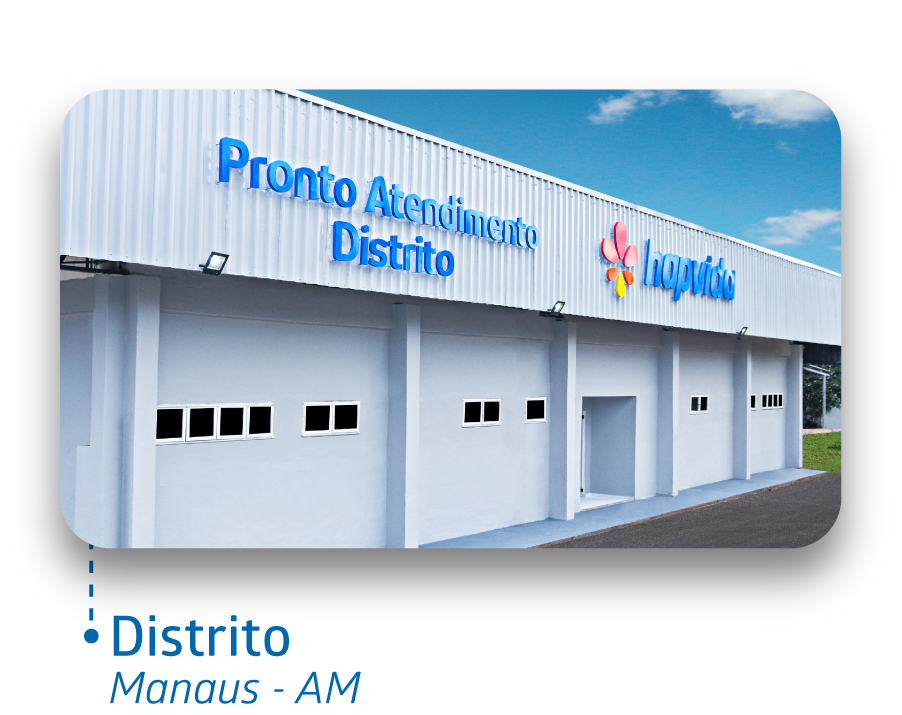 Pronto Atendimento
Distrito
hapvida
Distrito
Manaus - AM